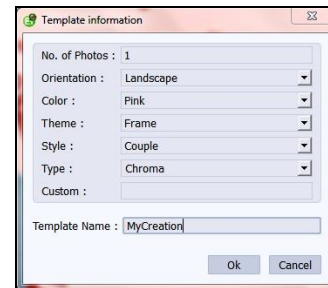 Template information
No. of Photos : 1
Orientation : Landscape
Color : Pink
Theme : Frame
Style : Couple
Type : Chroma
Custom :
Template Name : MyCreation
Ok Cancel